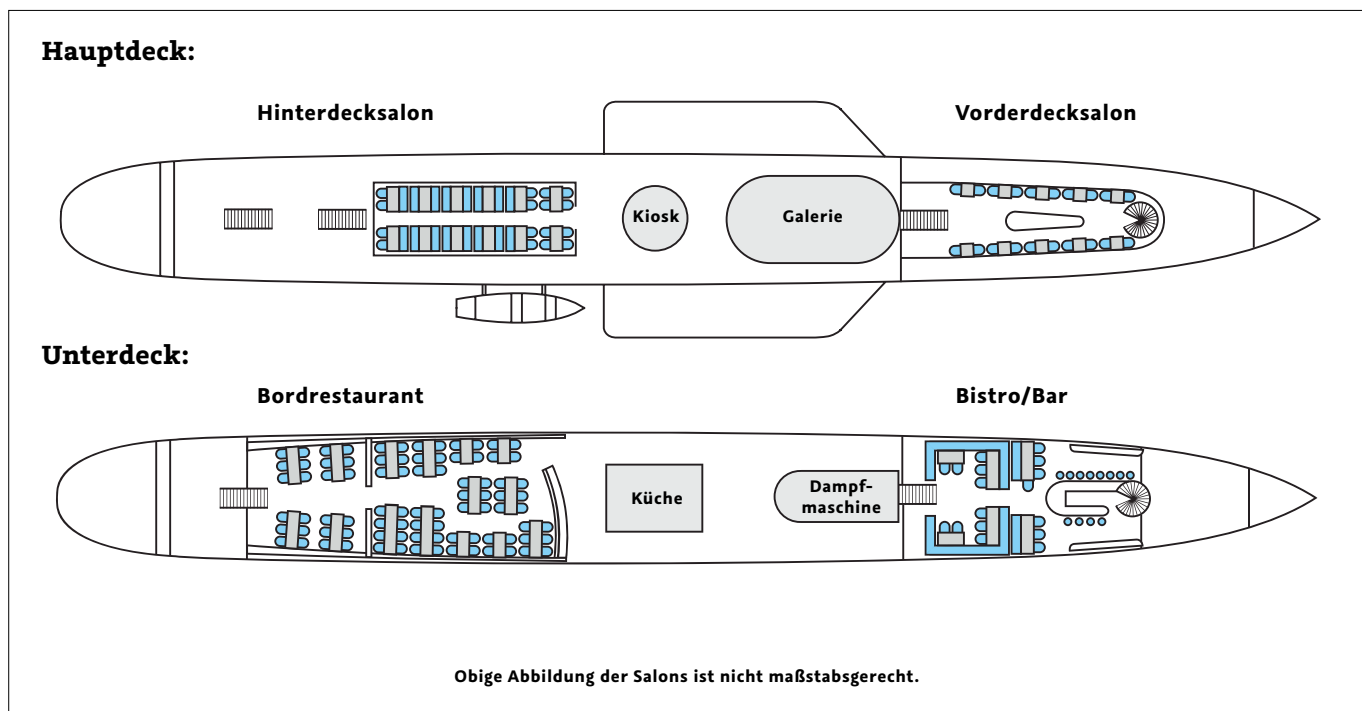 Hauptdeck:
Hinterdecksalon
Vorderdecksalon
Kiosk
Galerie
Unterdeck:
Bordrestaurant
Bistro/Bar
Küche
Dampf-
maschine
Obige Abbildung der Salons ist nicht maßstabsgerecht.